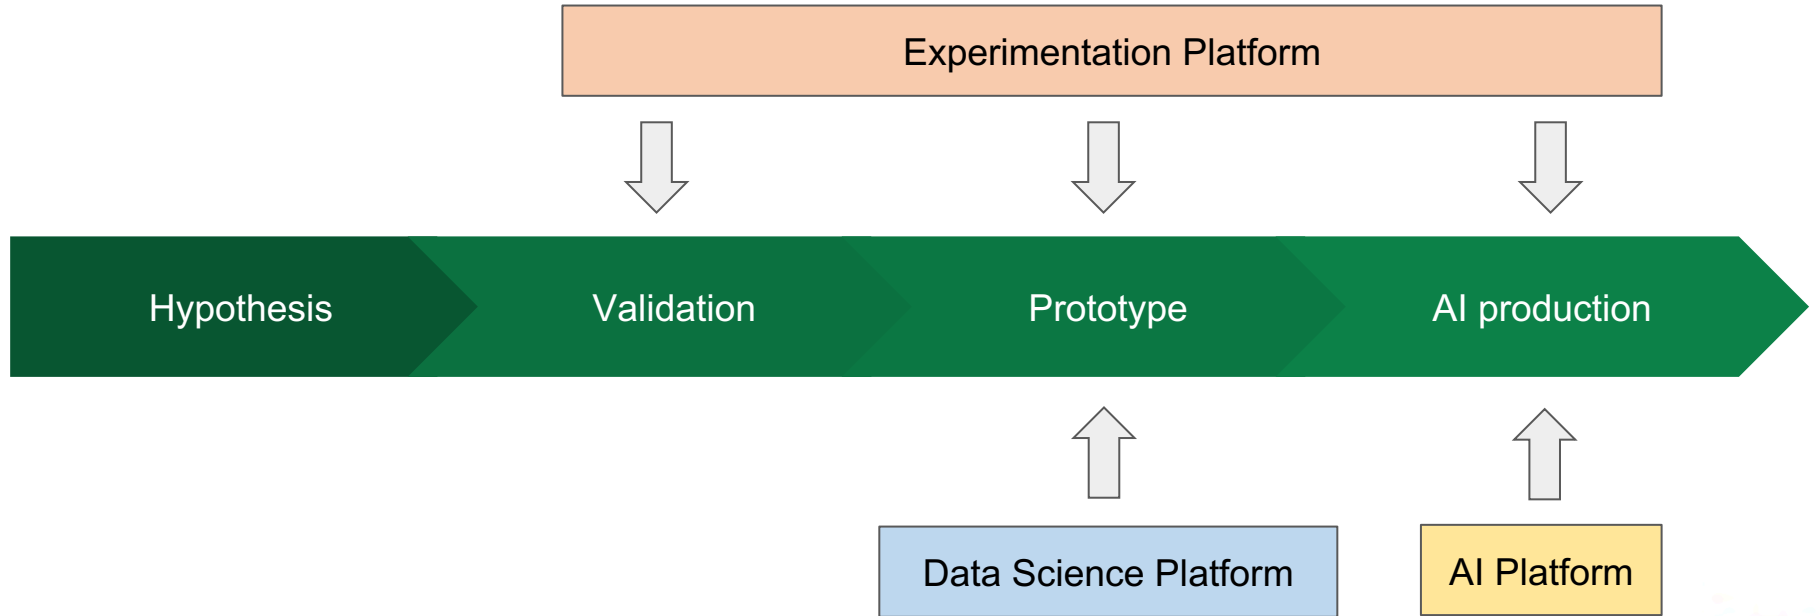 Experimentation Platform
Hypothesis
Validation
Prototype
AI production
Data Science Platform
AI Platform